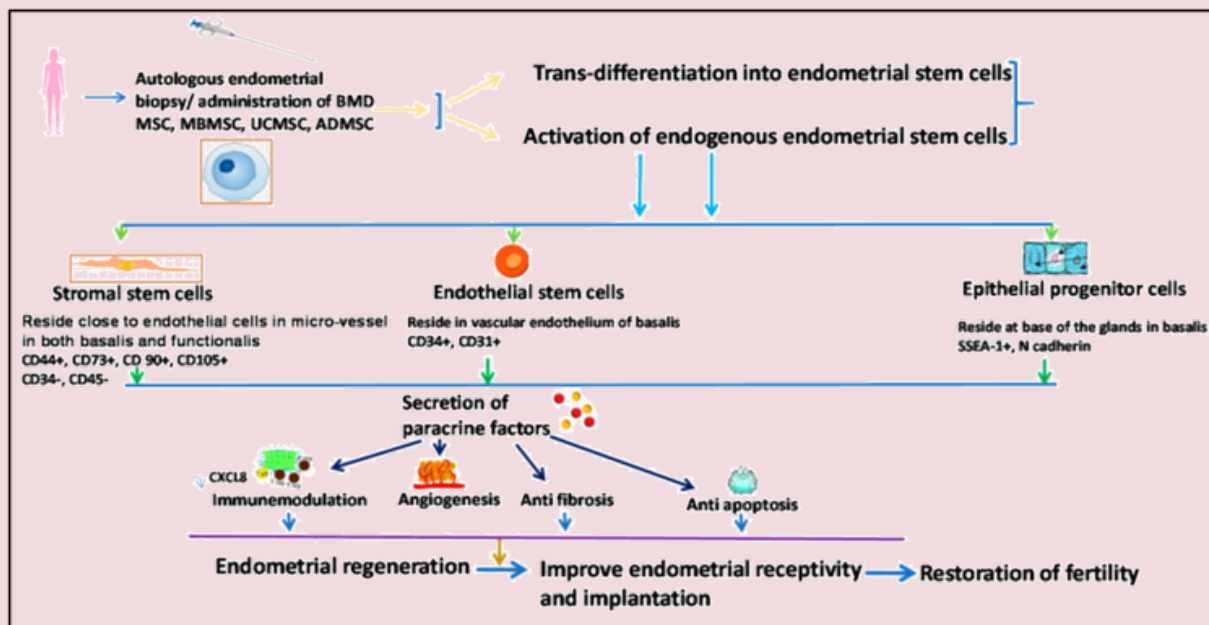 Autologous endometrial
biopsy/ administration of BMD
MSC, MBMSC, UCMSC, ADMSC
Trans-differentiation into endometrial stem cells
Activation of endogenous endometrial stem cells
Stromal stem cells
Reside close to endothelial cells in micro-vessel
in both basalis and functionalis
CD44+, CD73+, CD 90+, CD105+
CD34-, CD45-
Endothelial stem cells
Reside in vascular endothelium of basalis
CD34+, CD31+
Epithelial progenitor cells
Reside at base of the glands in basalis
SSEA-1+, N cadherin
Secretion of
paracrine factors
CXCL8
Immunemodulation
Angiogenesis
Anti fibrosis
Anti apoptosis
Endometrial regeneration
Improve endometrial receptivity
and implantation
Restoration of fertility